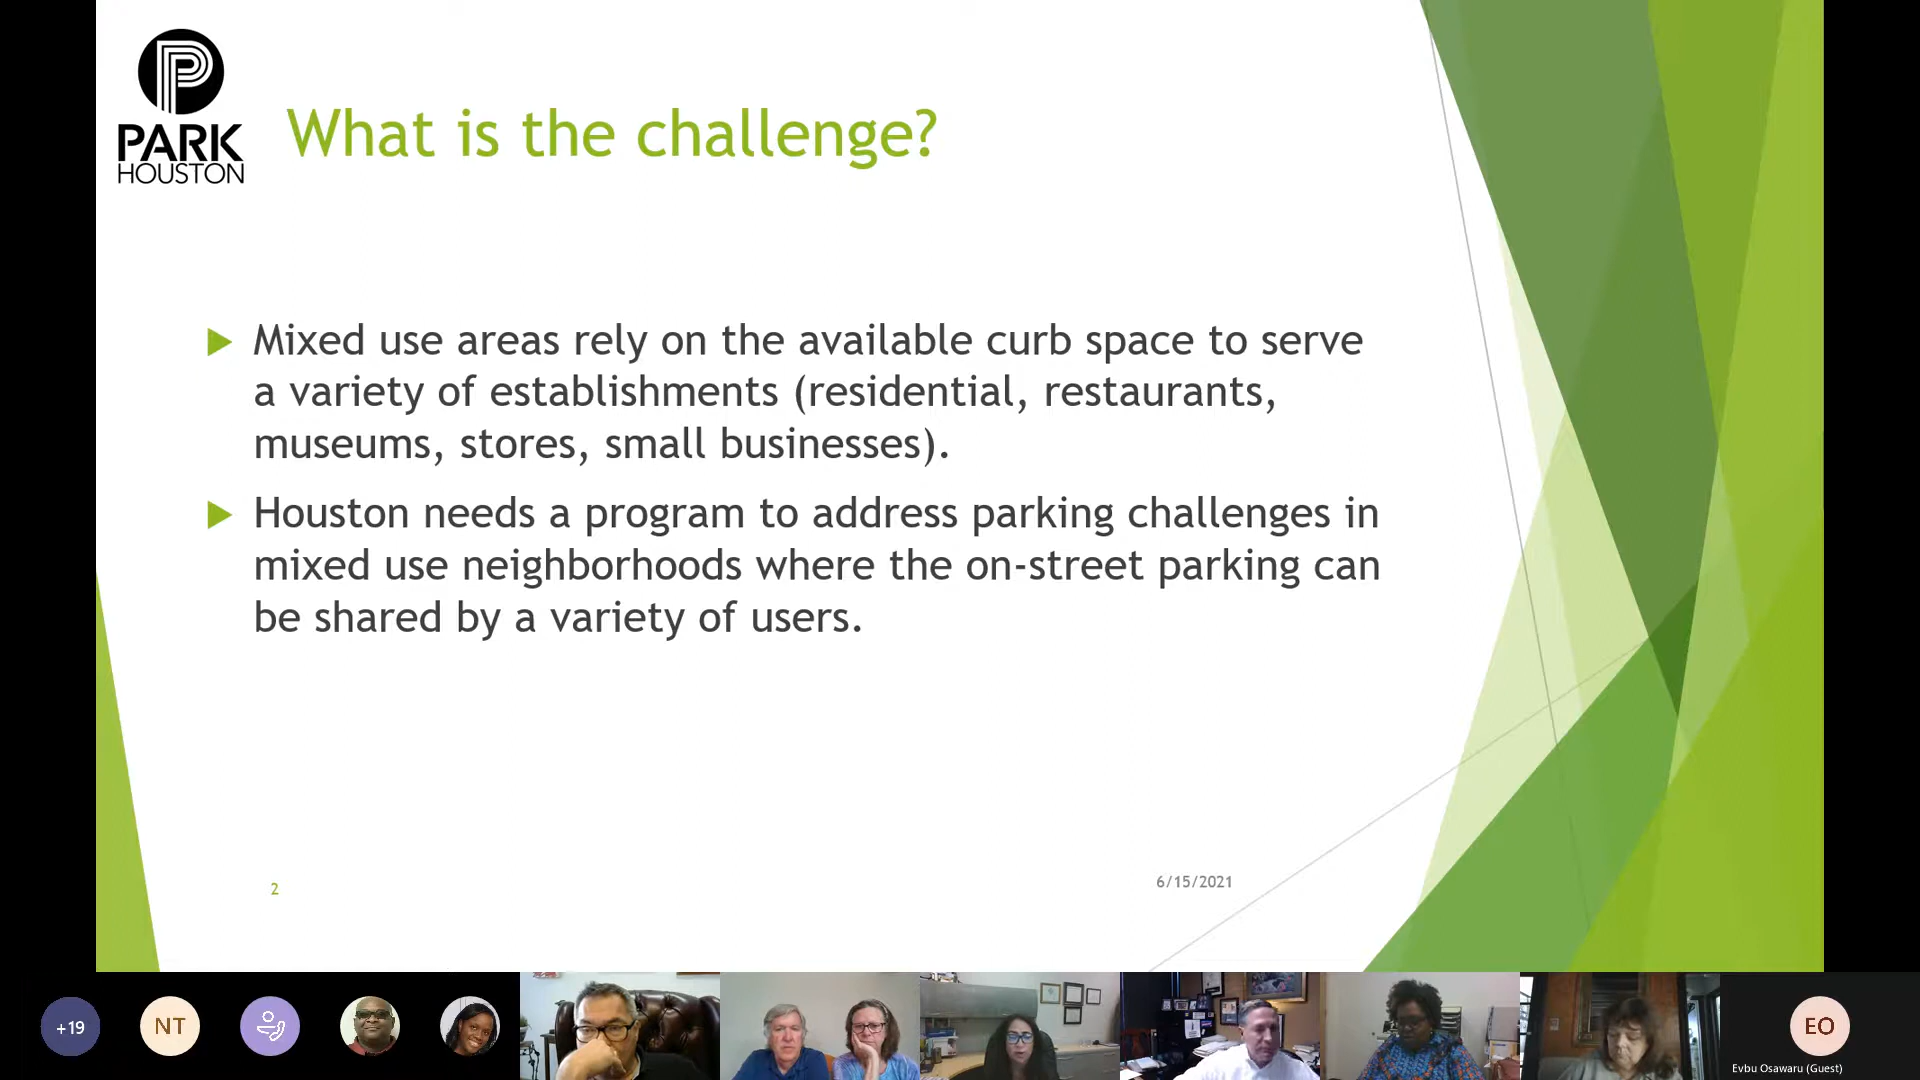 PARK
HOUSTON
What is the challenge?
Mixed use areas rely on the available curb space to serve
a variety of establishments (residential, restaurants,
museums, stores, small businesses).
Houston needs a program to address parking challenges in
mixed use neighborhoods where the on-street parking can
be shared by a variety of users.
2
6/15/2021
+19
NT
EO
Evbu Osawaru (Guest)